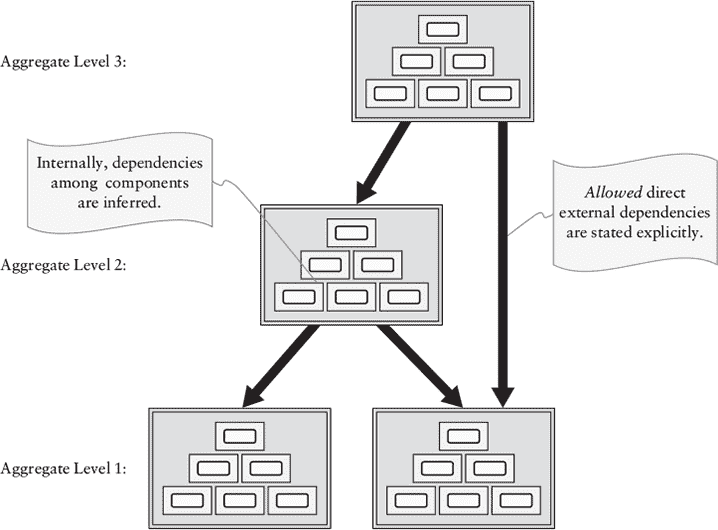 Aggregate Level 3:
Internally, dependencies
among components
are inferred.
Allowed direct
external dependencies
are stated explicitly.
Aggregate Level 2:
Aggregate Level 1: